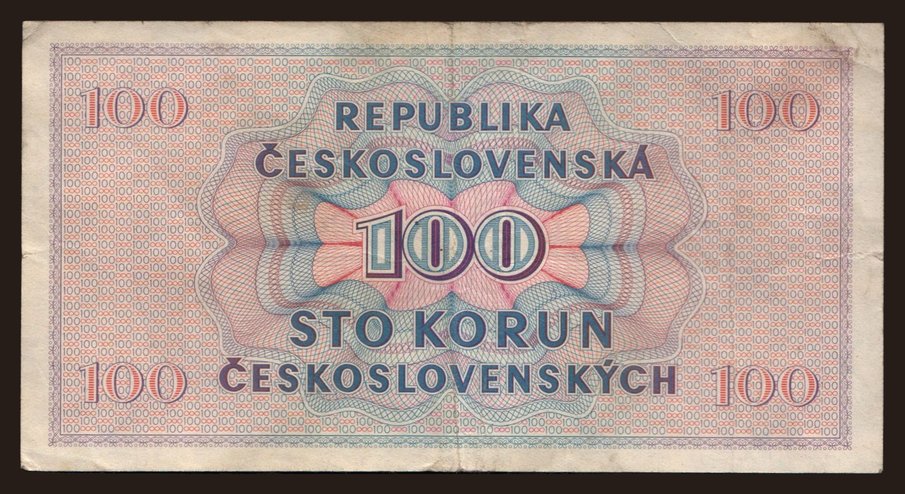 100 100
REPUBLIKA
ČESKOSLOVENSKÁ
100
STO KORUN
100 ČESKOSLOVENSKÝCH 100